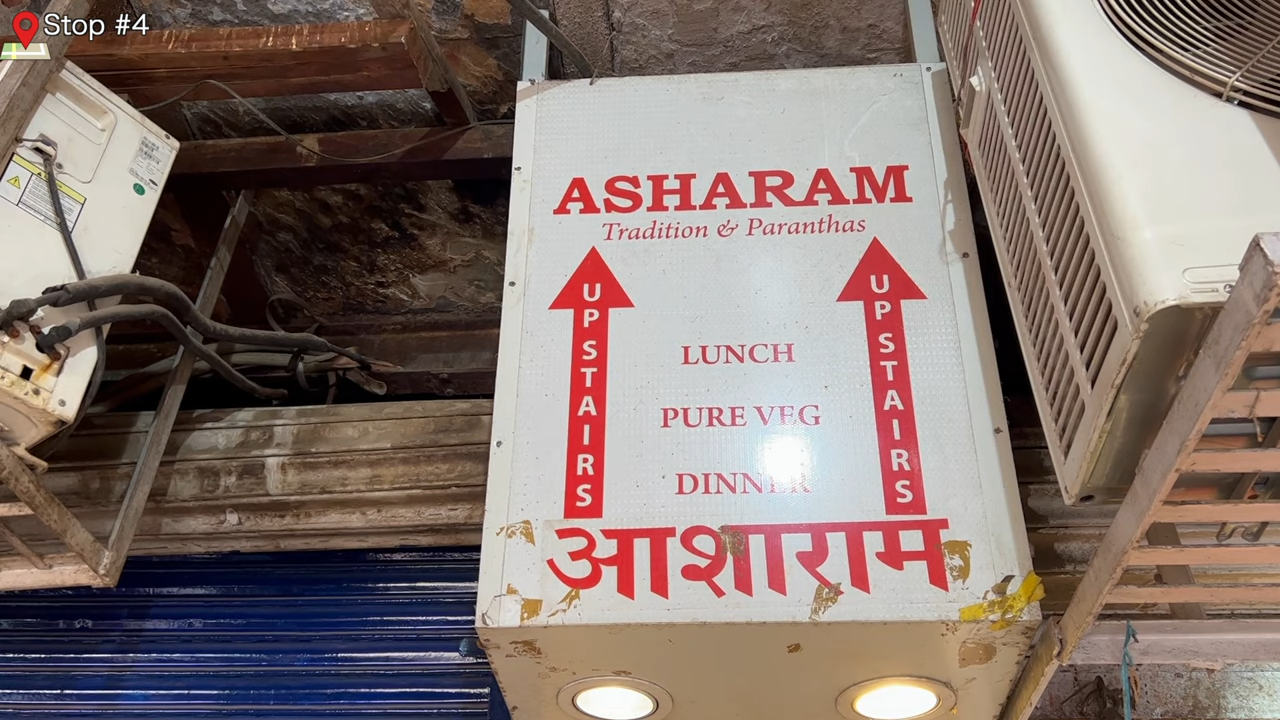 Stop #4
ASHARAM
Tradition & Paranthas
UPSTAIRS
UPSTAIRS
LUNCH
PURE VEG
DINNER
आशाराम